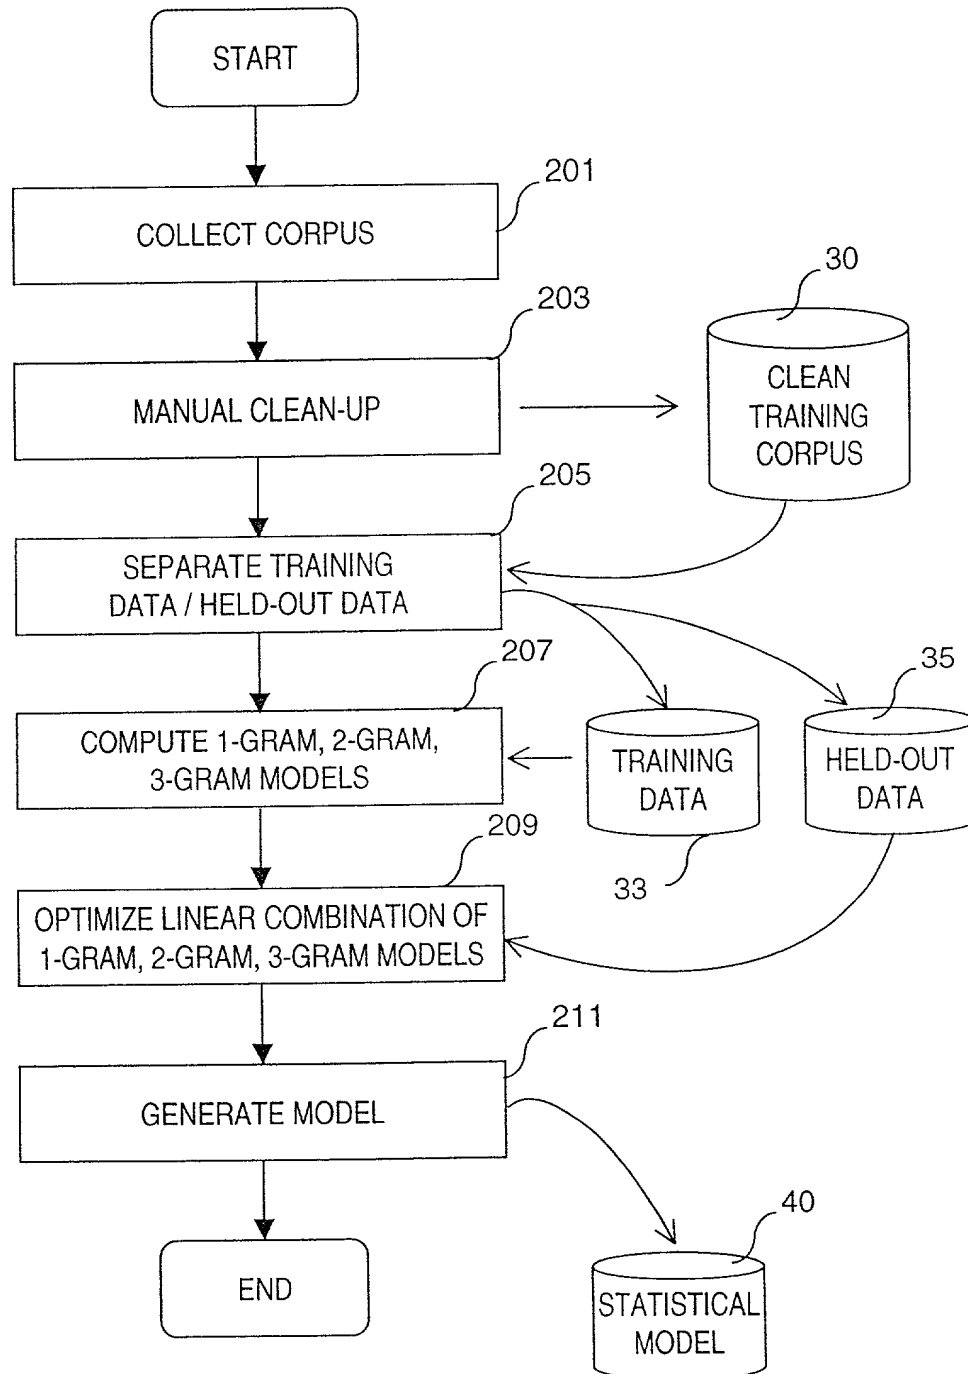 START
201
COLLECT CORPUS
30
203
CLEAN
TRAINING
CORPUS
MANUAL CLEAN-UP
205
SEPARATE TRAINING
DATA / HELD-OUT DATA
207
35
COMPUTE 1-GRAM, 2-GRAM,
3-GRAM MODELS
TRAINING
DATA
HELD-OUT
DATA
209
33
OPTIMIZE LINEAR COMBINATION OF
1-GRAM, 2-GRAM, 3-GRAM MODELS
211
GENERATE MODEL
40
END
STATISTICAL
MODEL